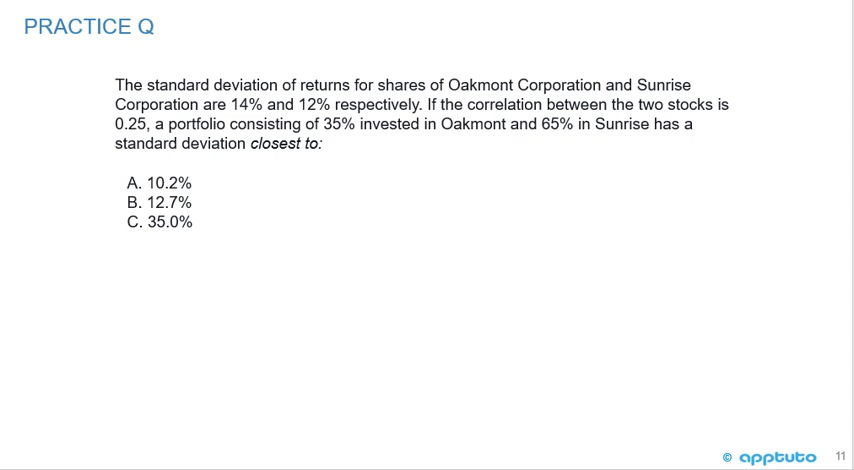 PRACTICE Q
The standard deviation of returns for shares of Oakmont Corporation and Sunrise
Corporation are 14% and 12% respectively. If the correlation between the two stocks is
0.25, a portfolio consisting of 35% invested in Oakmont and 65% in Sunrise has a
standard deviation closest to:
A. 10.2%
B. 12.7%
C. 35.0%
© apptuto 11